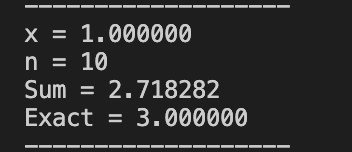 --------------------
x = 1.000000
n = 10
Sum = 2.718282
Exact = 3.000000
--------------------